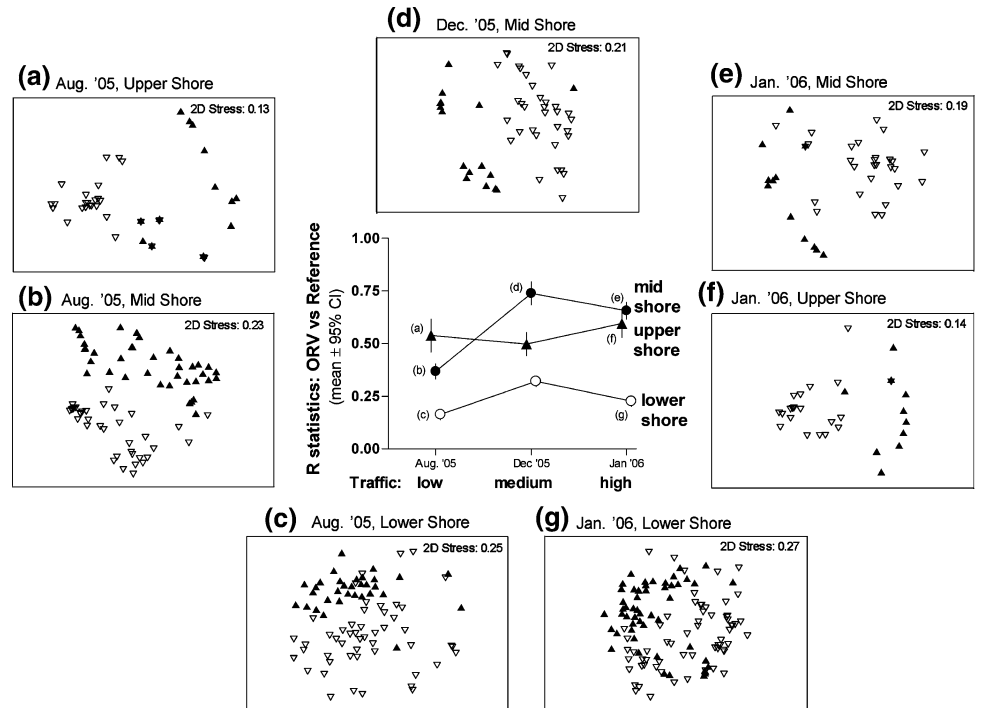 (d)
Dec. '05, Mid Shore
2D Stress: 0.21
(a) Aug. '05, Upper Shore
2D Stress: 0.13
(e)
Jan. '06, Mid Shore
2D Stress: 0.19
(b) Aug. '05, Mid Shore
2D Stress: 0.23
R statistics: ORV vs Reference
(mean ± 95% CI)
1.00
0.75
0.50
0.25
0.00
(a)
(b)
(c)
(d)
(e)
(f)
(g)
mid
shore
upper
shore
lower
shore
Aug. '05
Dec '05
Jan '06
Traffic: low medium high
(f) Jan. '06, Upper Shore
2D Stress: 0.14
(c) Aug. '05, Lower Shore
2D Stress: 0.25
(g) Jan. '06, Lower Shore
2D Stress: 0.27